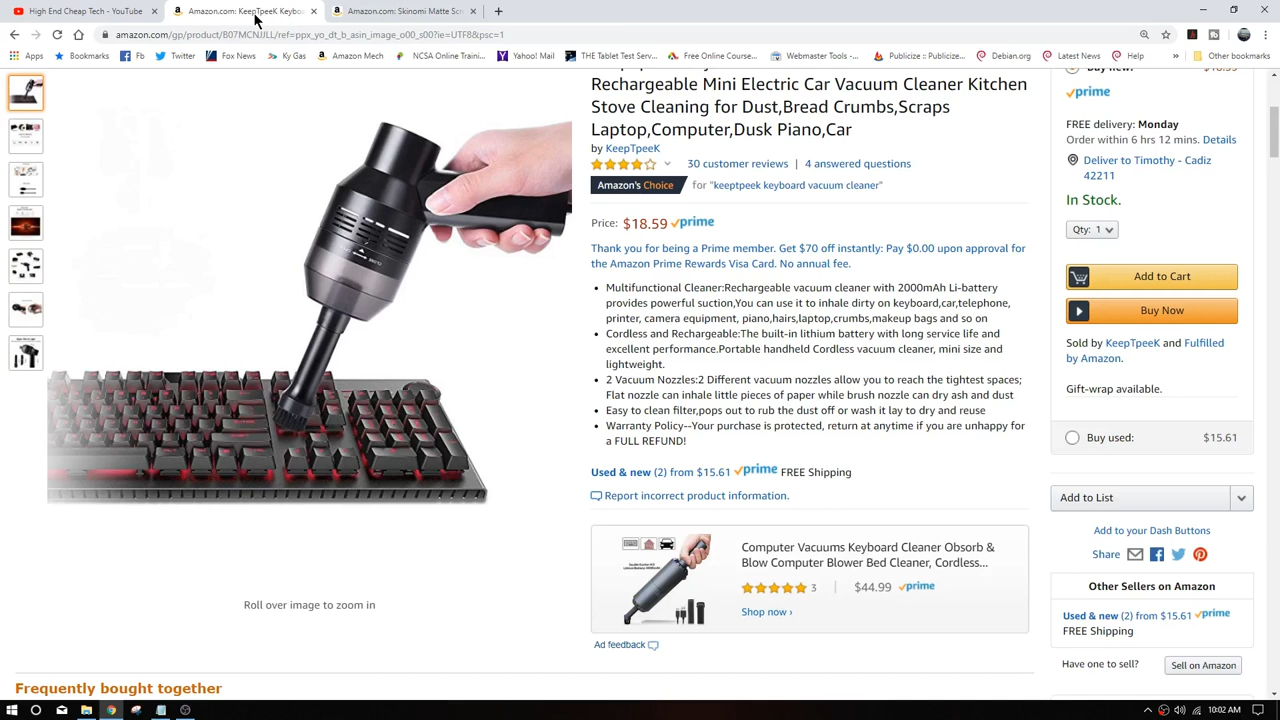 High End Cheap Tech - YouTube
Amazon.com: KeepTpeeK Keybo
Amazon.com: Skinomi Matte Scr
amazon.com/gp/product/B07MCNJJLL/ref=ppx_yo_dt_b_asin_image_o00_s00?ie=UTF8&psc=1
Apps Bookmarks Fb Twitter Fox News Ky Gas Amazon Mech NCSA Online Traini... Yahoo! Mail THE Tablet Test Serv... Free Online Course... Webmaster Tools -... Publicize :: Publicize... Debian.org Latest News Help » Other bookmarks
Rechargeable Mini Electric Car Vacuum Cleaner Kitchen
Stove Cleaning for Dust,Bread Crumbs,Scraps
Laptop,Computer,Dusk Piano,Car
by KeepTpeeK
30 customer reviews | 4 answered questions
Amazon's Choice for "keeptpeek keyboard vacuum cleaner"
Price: $18.59 prime
Thank you for being a Prime member. Get $70 off instantly: Pay $0.00 upon approval for
the Amazon Prime Rewards Visa Card. No annual fee.
Multifunctional Cleaner:Rechargeable vacuum cleaner with 2000mAh Li-battery
provides powerful suction,You can use it to inhale dirty on keyboard,car,telephone,
printer, camera equipment, piano,hairs,laptop,crumbs,makeup bags and so on
Cordless and Rechargeable:The built-in lithium battery with long service life and
excellent performance.Portable handheld Cordless vacuum cleaner, mini size and
lightweight.
2 Vacuum Nozzles:2 Different vacuum nozzles allow you to reach the tightest spaces;
Flat nozzle can inhale little pieces of paper while brush nozzle can dry ash and dust
Easy to clean filter,pops out to rub the dust off or wash it lay to dry and reuse
Warranty Policy--Your purchase is protected, return at anytime if you are unhappy for
a FULL REFUND!
Used & new (2) from $15.61 prime FREE Shipping
Report incorrect product information.
Computer Vacuums Keyboard Cleaner Obsorb &
Blow Computer Blower Bed Cleaner, Cordless...
3 $44.99 prime
Shop now ›
Ad feedback
Roll over image to zoom in
Frequently bought together
prime
FREE delivery: Monday
Order within 6 hrs 12 mins. Details
Deliver to Timothy - Cadiz
42211
In Stock.
Qty: 1
Add to Cart
Buy Now
Sold by KeepTpeeK and Fulfilled
by Amazon.
Gift-wrap available.
Buy used: $15.61
Add to List
Add to your Dash Buttons
Share
Other Sellers on Amazon
Used & new (2) from $15.61 prime
FREE Shipping
Have one to sell? Sell on Amazon
10:02 AM